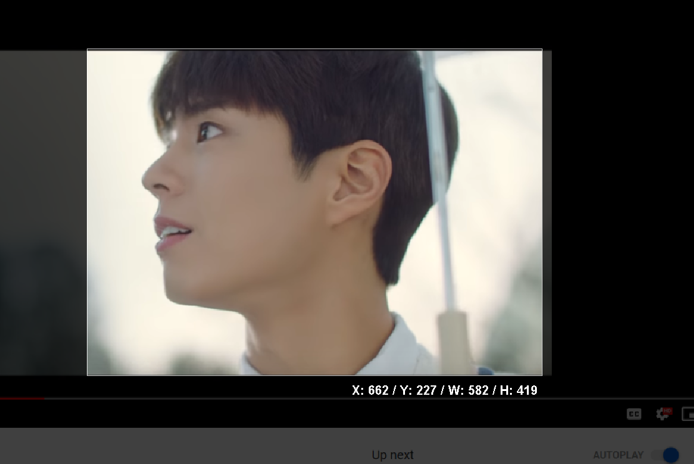 X: 662 / Y: 227 / W: 582 / H: 419
CC
Up next
AUTOPLAY